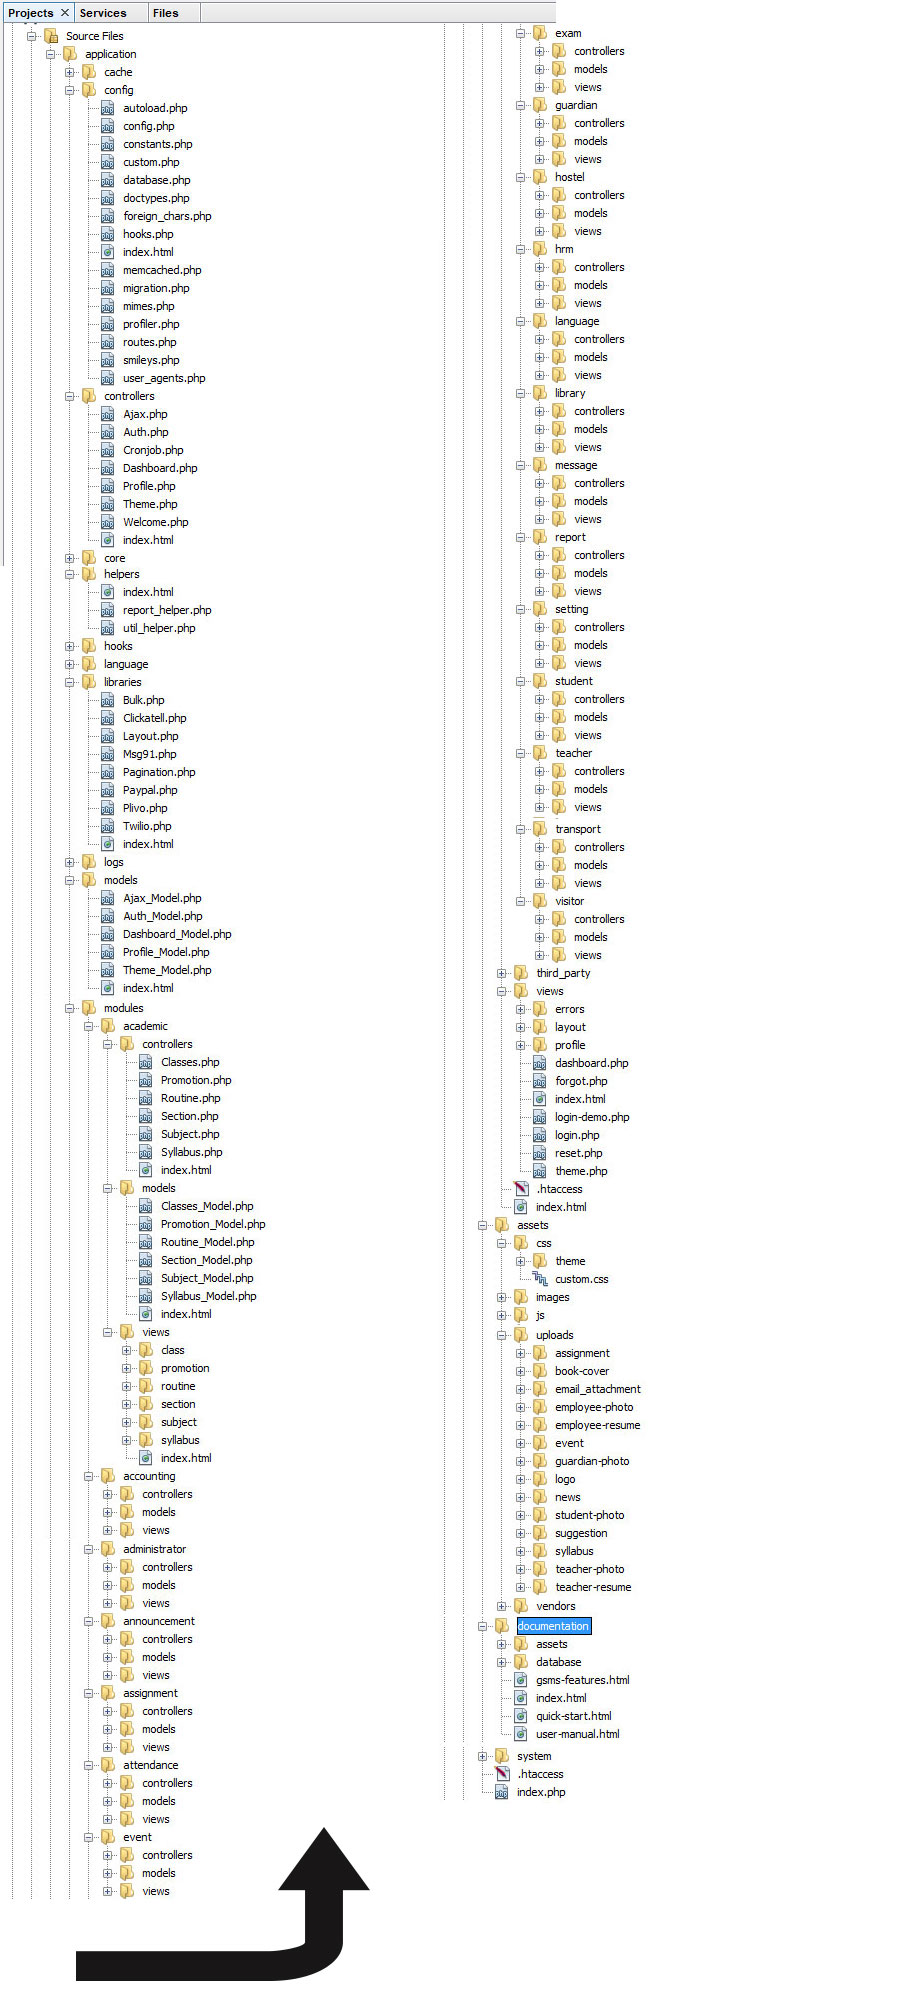 Projects
Services
Files
Source Files
application
cache
config
autoload.php
config.php
constants.php
custom.php
database.php
doctypes.php
foreign_chars.php
hooks.php
index.html
memcached.php
migration.php
mimes.php
profiler.php
routes.php
smileys.php
user_agents.php
controllers
Ajax.php
Auth.php
Cronjob.php
Dashboard.php
Profile.php
Theme.php
Welcome.php
index.html
core
helpers
index.html
report_helper.php
util_helper.php
hooks
language
libraries
Bulk.php
Clickatell.php
Layout.php
Msg91.php
Pagination.php
Paypal.php
Plivo.php
Twilio.php
index.html
logs
models
Ajax_Model.php
Auth_Model.php
Dashboard_Model.php
Profile_Model.php
Theme_Model.php
index.html
modules
academic
controllers
Classes.php
Promotion.php
Routine.php
Section.php
Subject.php
Syllabus.php
index.html
models
Classes_Model.php
Promotion_Model.php
Routine_Model.php
Section_Model.php
Subject_Model.php
Syllabus_Model.php
index.html
views
class
promotion
routine
section
subject
syllabus
index.html
accounting
controllers
models
views
administrator
controllers
models
views
announcement
controllers
models
views
assignment
controllers
models
views
attendance
controllers
models
views
event
controllers
models
views
exam
controllers
models
views
guardian
controllers
models
views
hostel
controllers
models
views
hrm
controllers
models
views
language
controllers
models
views
library
controllers
models
views
message
controllers
models
views
report
controllers
models
views
setting
controllers
models
views
student
controllers
models
views
teacher
controllers
models
views
transport
controllers
models
views
visitor
controllers
models
views
third_party
views
errors
layout
profile
dashboard.php
forgot.php
index.html
login-demo.php
login.php
reset.php
theme.php
.htaccess
index.html
assets
css
theme
custom.css
images
js
uploads
assignment
book-cover
email_attachment
employee-photo
employee-resume
event
guardian-photo
logo
news
student-photo
suggestion
syllabus
teacher-photo
teacher-resume
vendors
documentation
assets
database
gsms-features.html
index.html
quick-start.html
user-manual.html
system
.htaccess
index.php